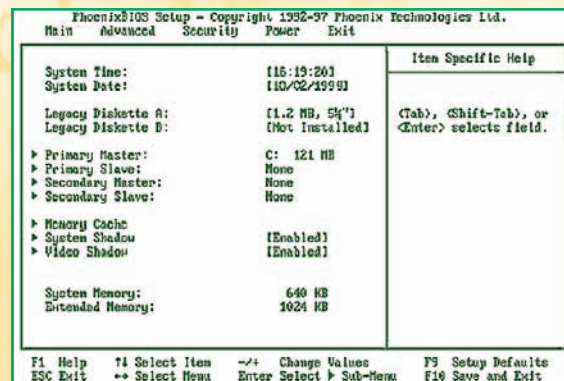 PhoenixBIOS Setup - Copyright 1992-97 Phoenix Technologies Ltd.
Main Advanced Security Power Exit
Item Specific Help
System Time: [16:19:20]
System Date: [10/02/1999]
Legacy Diskette A: [1.2 MB, 5¼"]
Legacy Diskette B: [Not Installed]
<Tab>, <Shift-Tab>, or
<Enter> selects field.
Primary Master: C: 121 MB
Primary Slave: None
Secondary Master: None
Secondary Slave: None
Memory Cache
System Shadow [Enabled]
Video Shadow [Enabled]
System Memory: 640 KB
Extended Memory: 1024 KB
F1 Help ↑↓ Select Item -/+ Change Values F9 Setup Defaults
ESC Exit ↔ Select Menu Enter Select ▶ Sub-Menu F10 Save and Exit